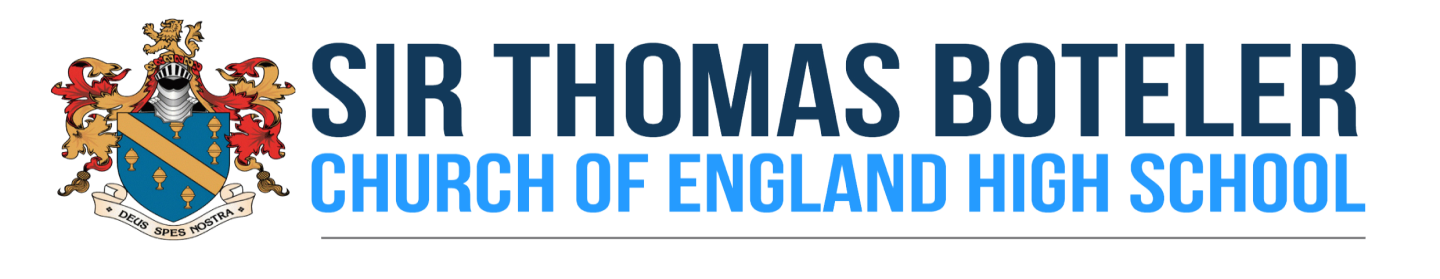 SIR THOMAS BOTELER
CHURCH OF ENGLAND HIGH SCHOOL
DEUS SPES NOSTRA